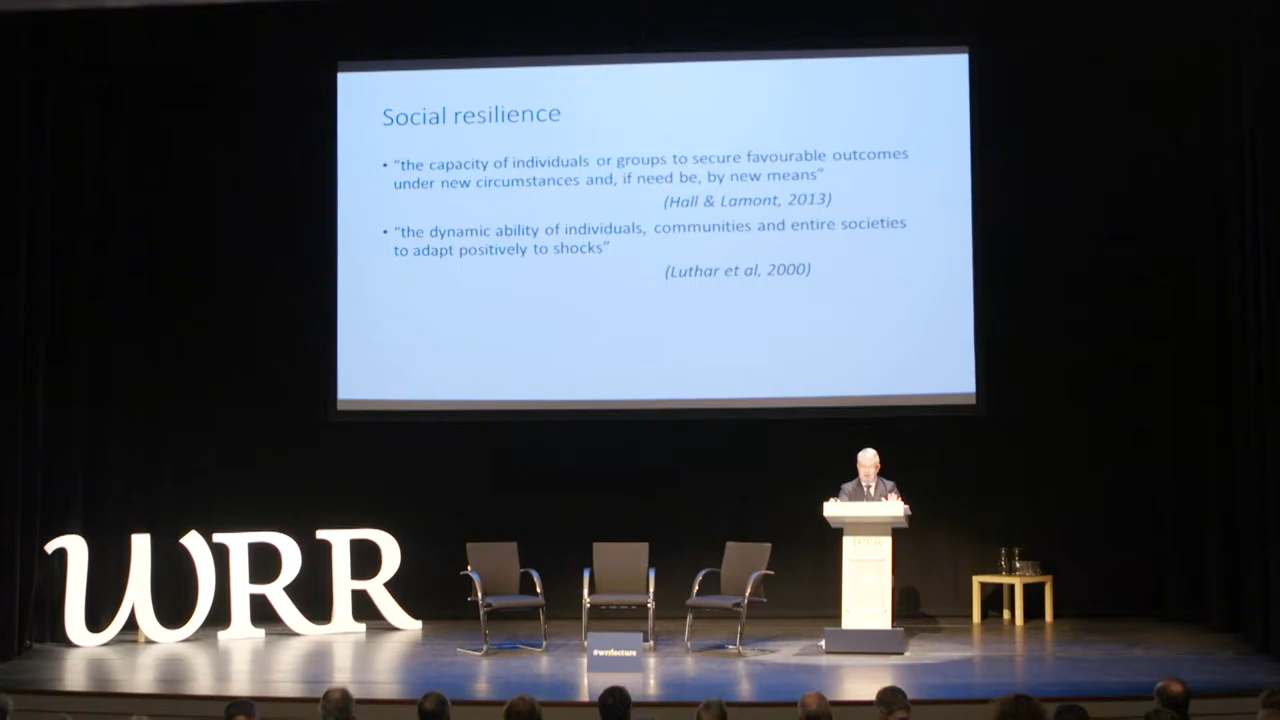 Social resilience
• “the capacity of individuals or groups to secure favourable outcomes
under new circumstances and, if need be, by new means”
(Hall & Lamont, 2013)
• “the dynamic ability of individuals, communities and entire societies
to adapt positively to shocks”
(Luthar et al, 2000)
WRR
WRR
#wrrlecture